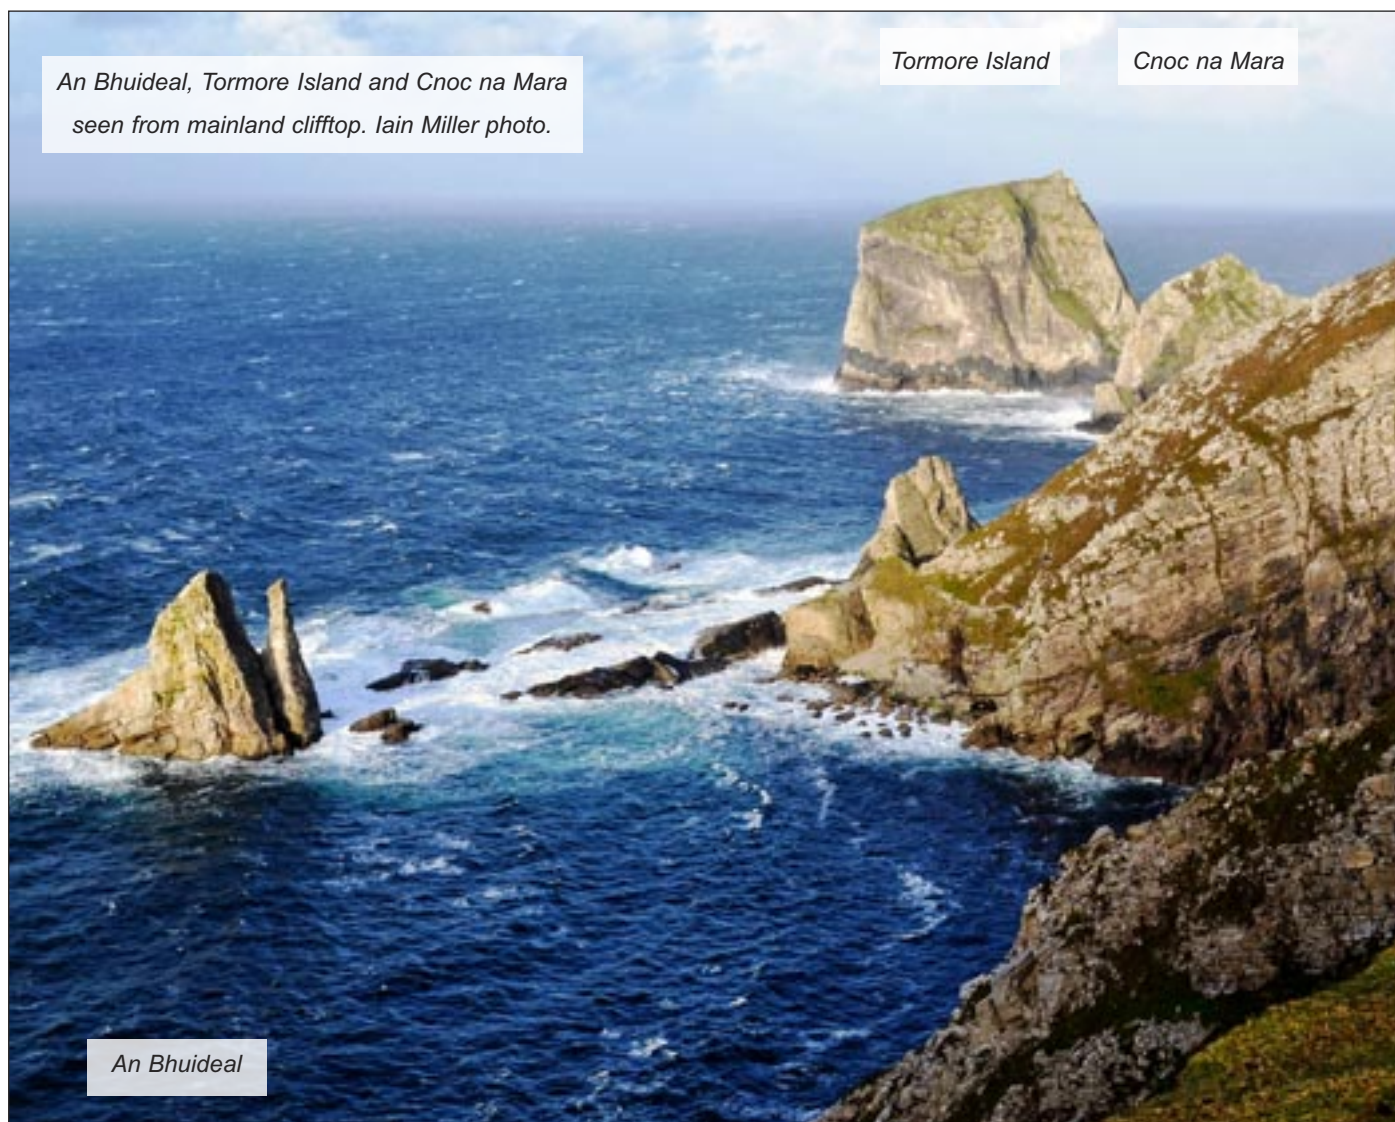 An Bhuideal, Tormore Island and Cnoc na Mara
seen from mainland clifftop. Iain Miller photo.
Tormore Island
Cnoc na Mara
An Bhuideal